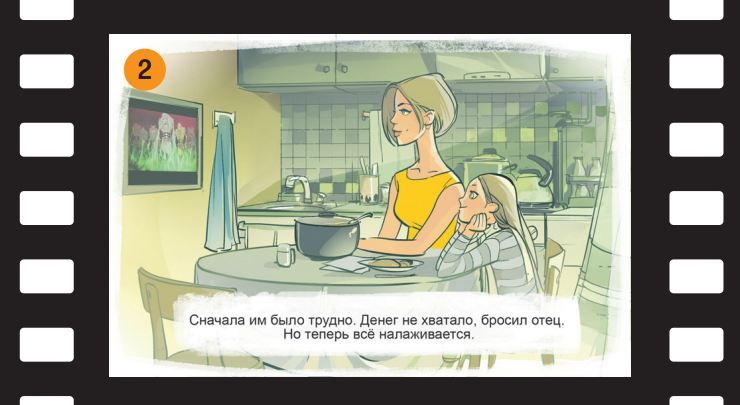 2
Сначала им было трудно. Денег не хватало, бросил отец.
Но теперь всё налаживается.